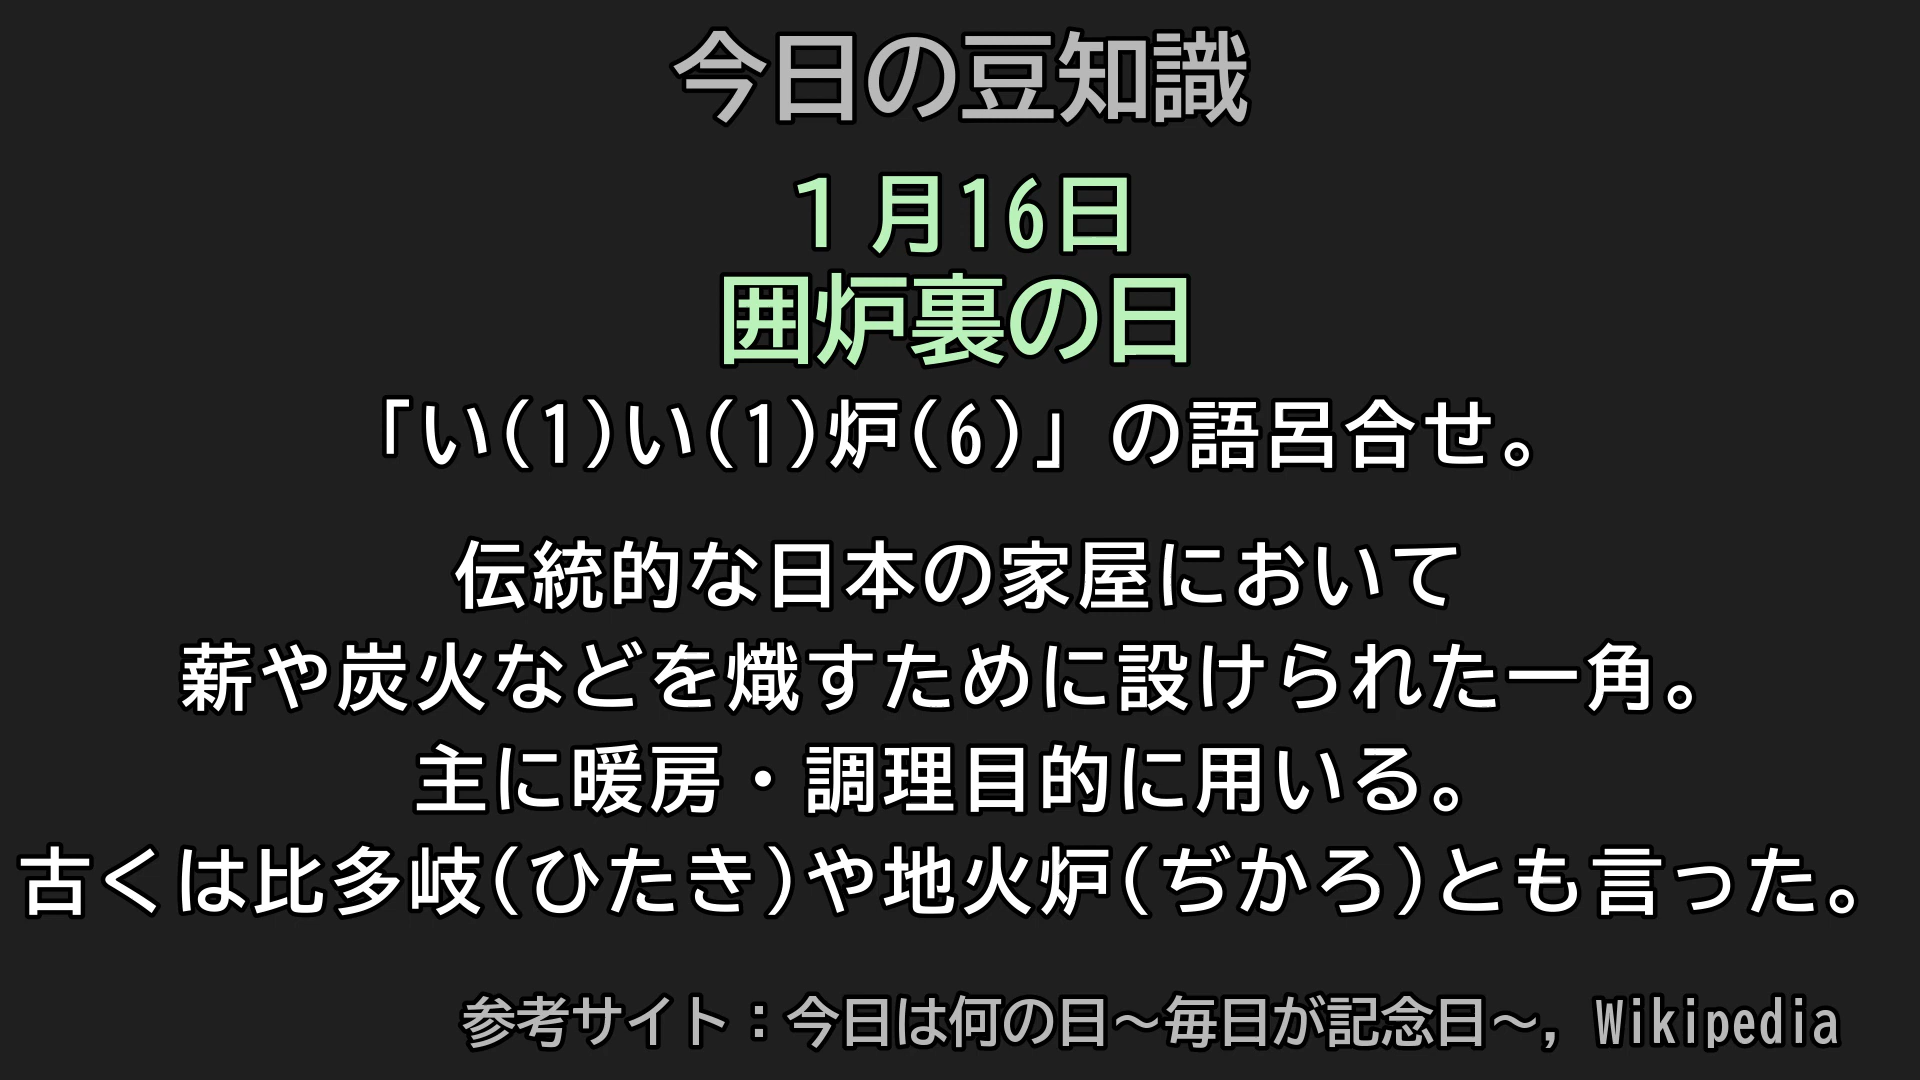 今日の豆知識
１月16日
囲炉裏の日
「い(1)い(1)炉(6)」の語呂合せ。
伝統的な日本の家屋において
薪や炭火などを熾すために設けられた一角。
主に暖房・調理目的に用いる。
古くは比多岐(ひたき)や地火炉(ぢかろ)とも言った。
参考サイト：今日は何の日～毎日が記念日～, Wikipedia